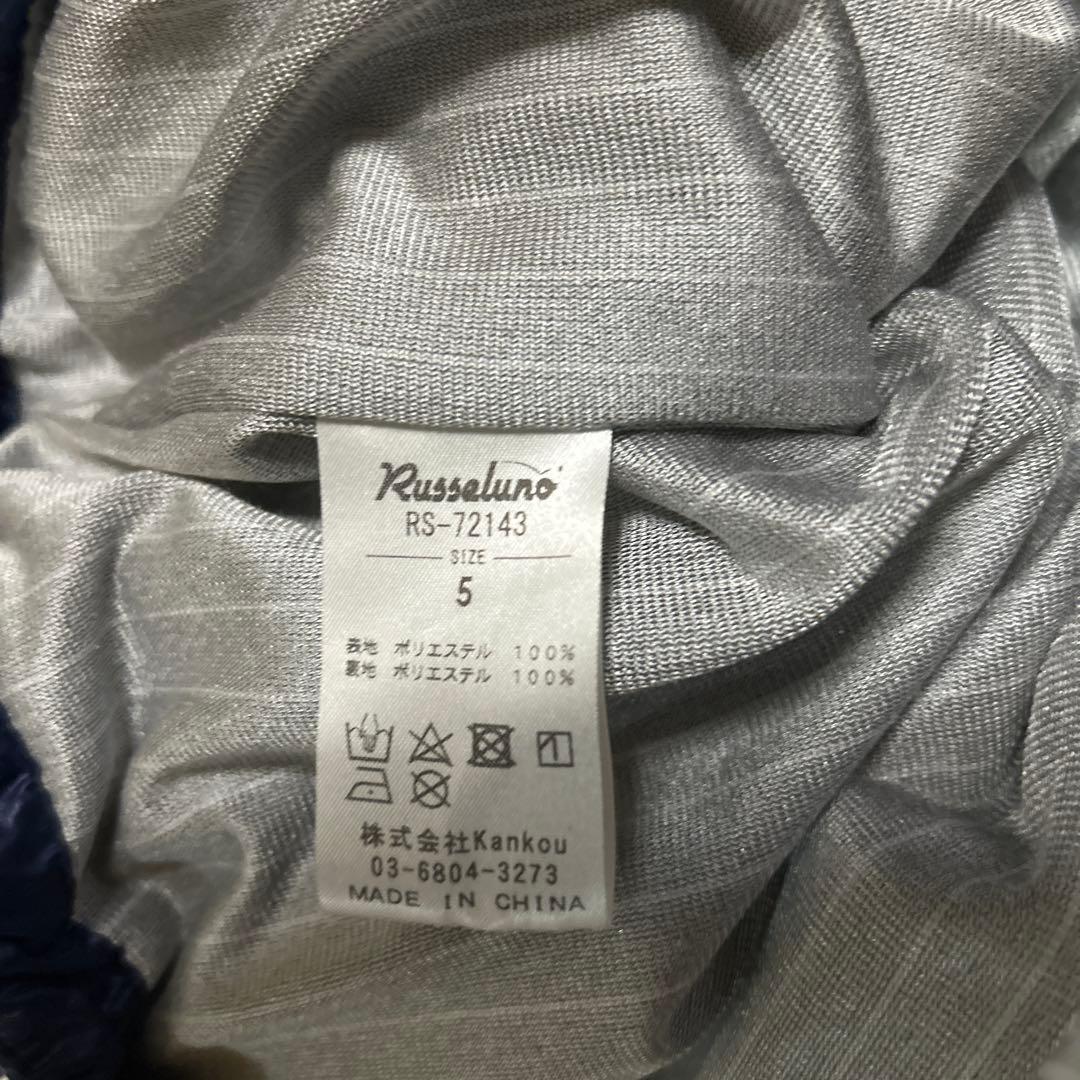 Russeluno
RS-72143
SIZE
5
表地 ポリエステル 100%
裏地 ポリエステル 100%
株式会社Kankou
03-6804-3273
MADE IN CHINA